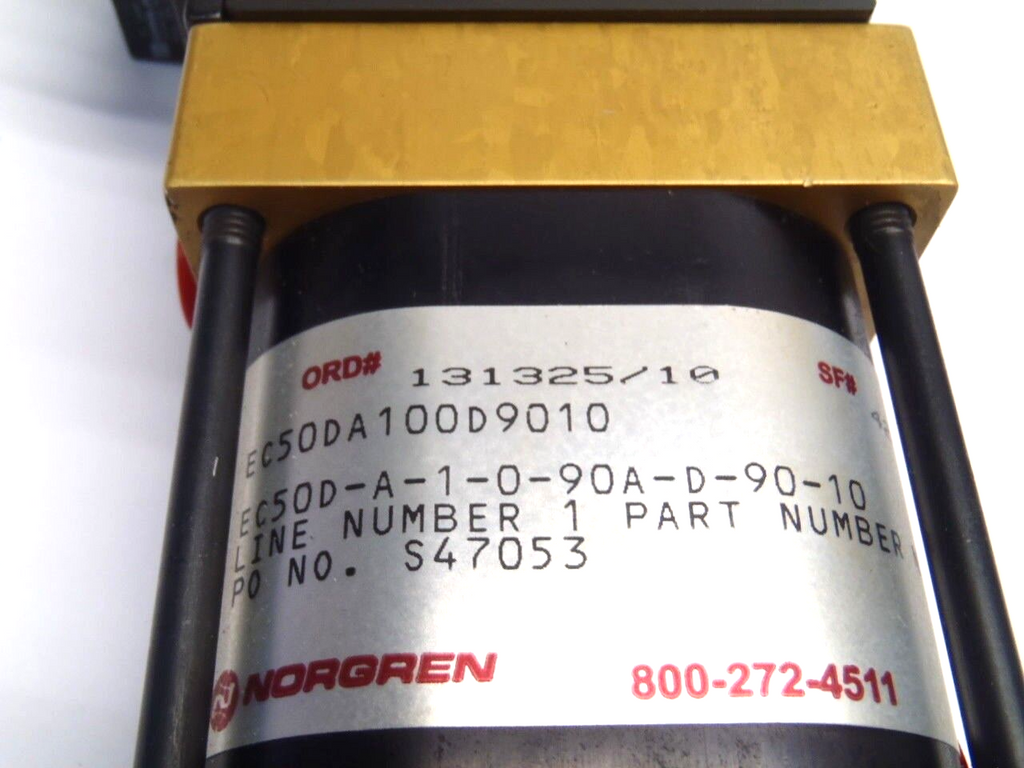 ORD# 131325/10 SF#
EC50DA100D9010
EC50D-A-1-0-90A-D-90-10
LINE NUMBER 1 PART NUMBER
PO NO. S47053
NORGREN 800-272-4511